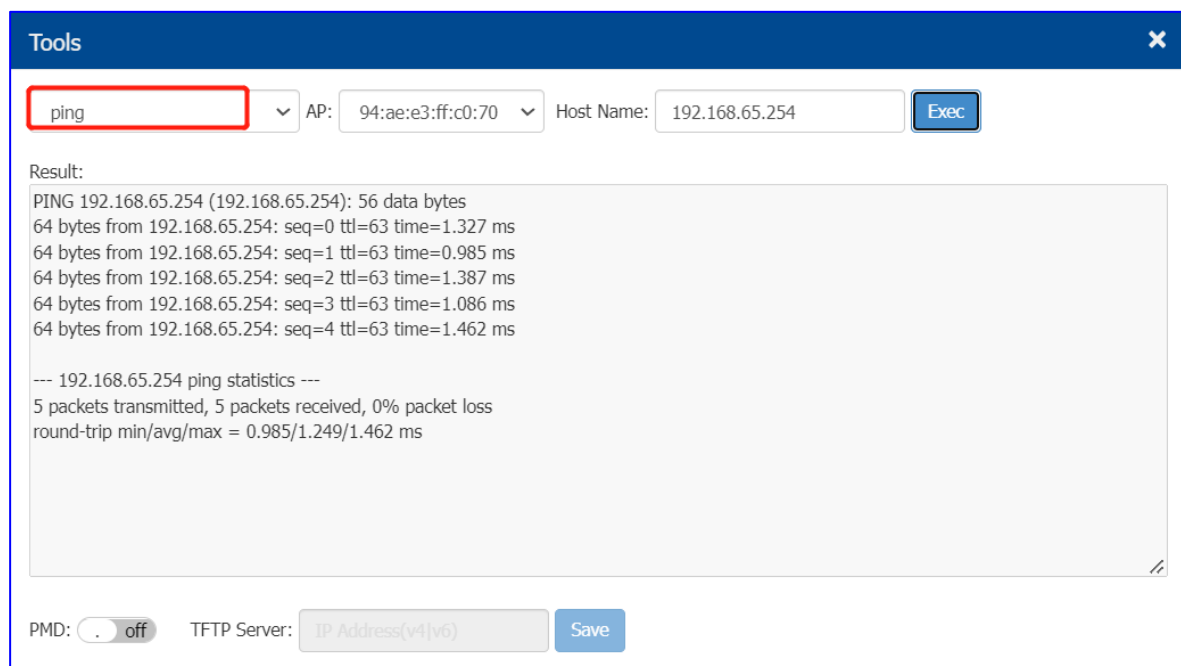 Tools
ping AP: 94:ae:e3:ff:c0:70 Host Name: 192.168.65.254 Exec
Result:
PING 192.168.65.254 (192.168.65.254): 56 data bytes
64 bytes from 192.168.65.254: seq=0 ttl=63 time=1.327 ms
64 bytes from 192.168.65.254: seq=1 ttl=63 time=0.985 ms
64 bytes from 192.168.65.254: seq=2 ttl=63 time=1.387 ms
64 bytes from 192.168.65.254: seq=3 ttl=63 time=1.086 ms
64 bytes from 192.168.65.254: seq=4 ttl=63 time=1.462 ms
--- 192.168.65.254 ping statistics ---
5 packets transmitted, 5 packets received, 0% packet loss
round-trip min/avg/max = 0.985/1.249/1.462 ms
PMD: . off TFTP Server: IP Address(v4|v6) Save